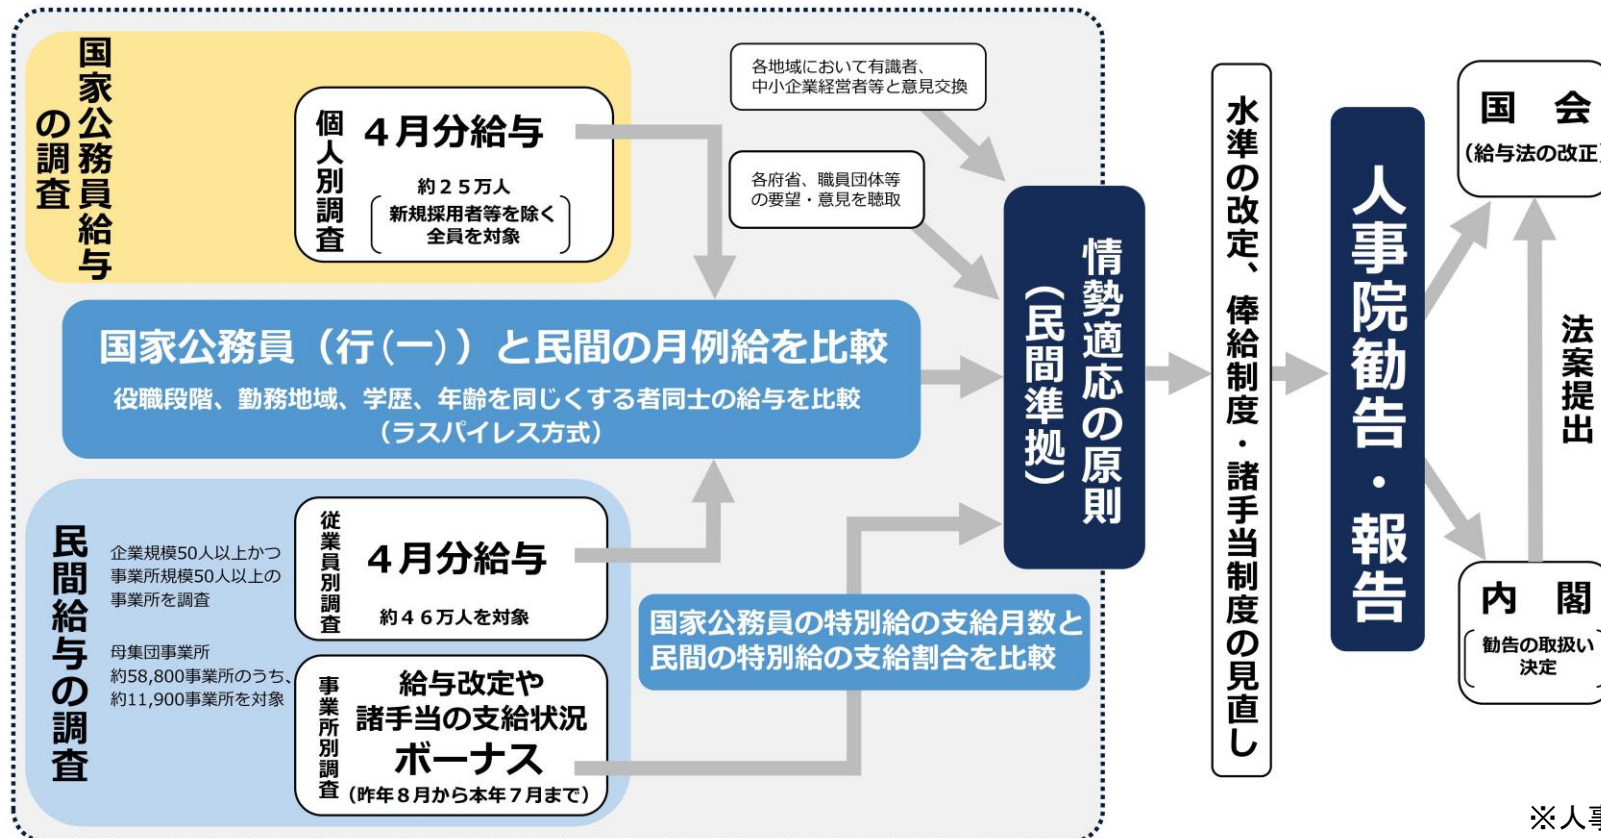 国家公務員給与
の調査
個人別調査
４月分給与
約２５万人
新規採用者等を除く
全員を対象
各地域において有識者、
中小企業経営者等と意見交換
各府省、職員団体等
の要望・意見を聴取
国家公務員（行(一)）と民間の月例給を比較
役職段階、勤務地域、学歴、年齢を同じくする者同士の給与を比較
（ラスパイレス方式）
民間給与の調査
企業規模50人以上かつ
事業所規模50人以上の
事業所を調査
母集団事業所
約58,800事業所のうち、
約11,900事業所を対象
従業員別調査
４月分給与
約４６万人を対象
事業所別調査
給与改定や
諸手当の支給状況
ボーナス
（昨年８月から本年７月まで）
国家公務員の特別給の支給月数と
民間の特別給の支給割合を比較
情勢適応の原則
（民間準拠）
水準の改定、俸給制度・諸手当制度の見直し
人事院勧告・報告
国　会
（給与法の改正）
法案提出
内　閣
勧告の取扱い
決定
※人事